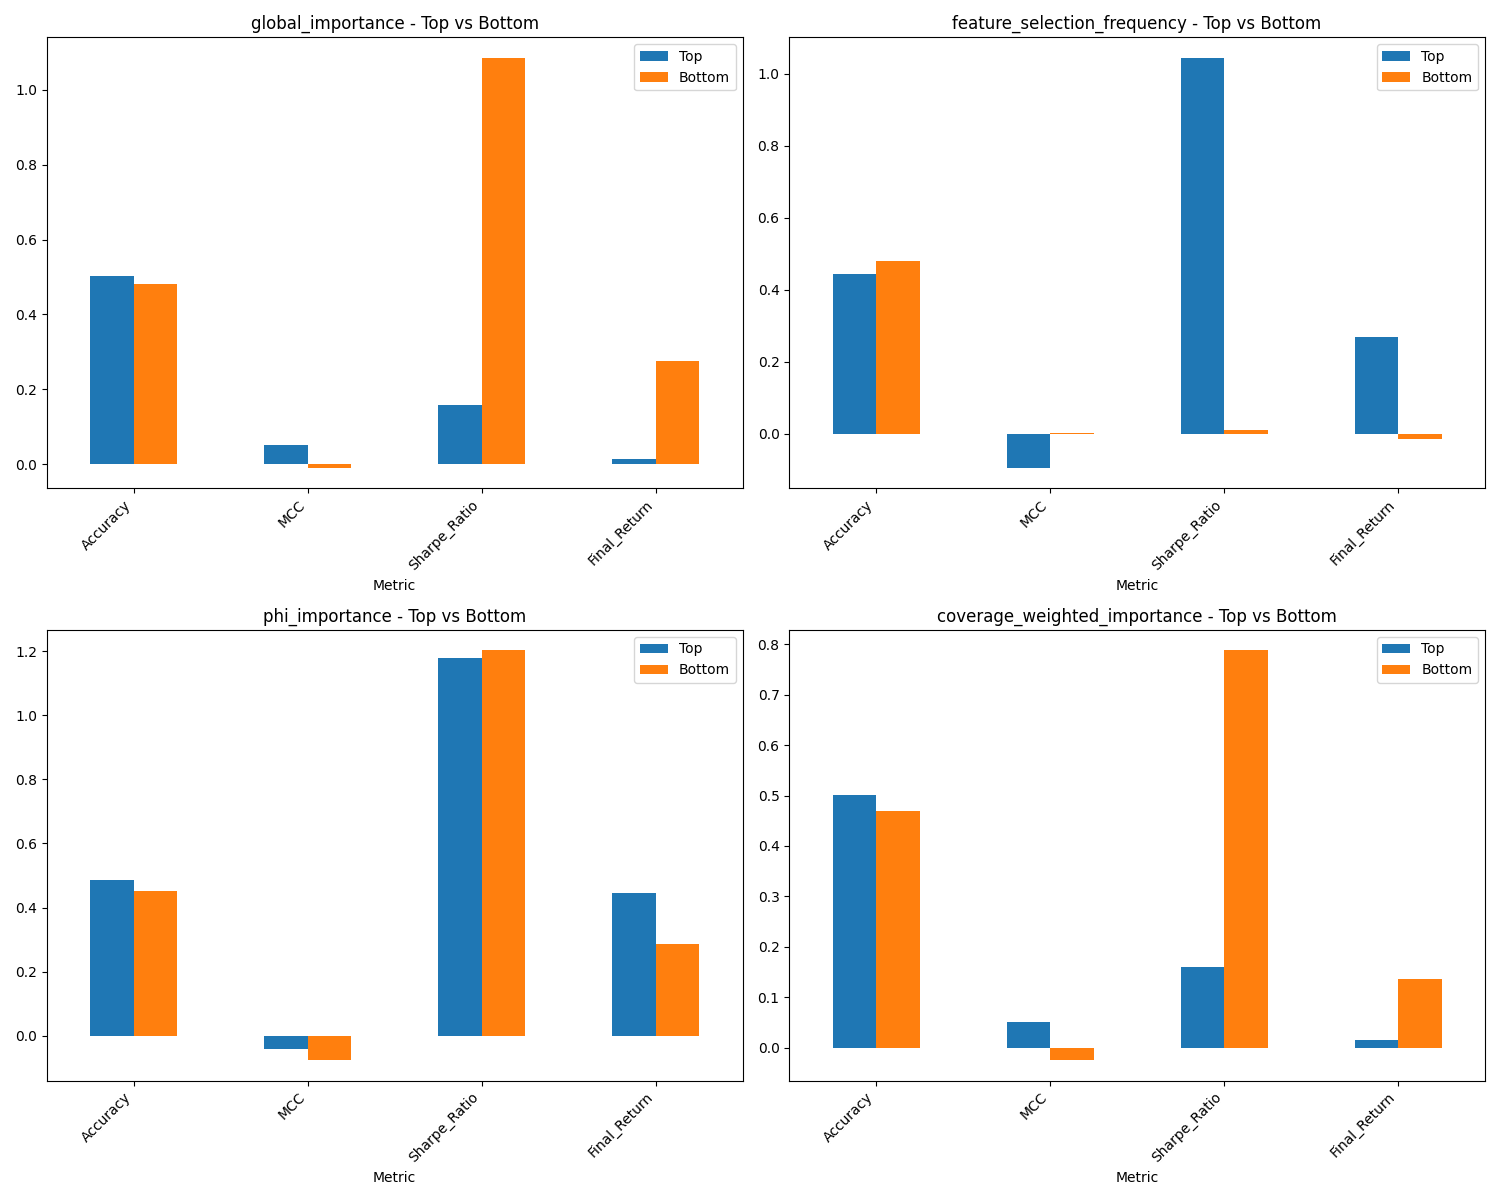 global_importance - Top vs Bottom
Top
Bottom
1.0
0.8
0.6
0.4
0.2
0.0
Accuracy
MCC
Sharpe_Ratio
Final_Return
Metric
feature_selection_frequency - Top vs Bottom
Top
Bottom
1.0
0.8
0.6
0.4
0.2
0.0
Accuracy
MCC
Sharpe_Ratio
Final_Return
Metric
phi_importance - Top vs Bottom
Top
Bottom
1.2
1.0
0.8
0.6
0.4
0.2
0.0
Accuracy
MCC
Sharpe_Ratio
Final_Return
Metric
coverage_weighted_importance - Top vs Bottom
Top
Bottom
0.8
0.7
0.6
0.5
0.4
0.3
0.2
0.1
0.0
Accuracy
MCC
Sharpe_Ratio
Final_Return
Metric